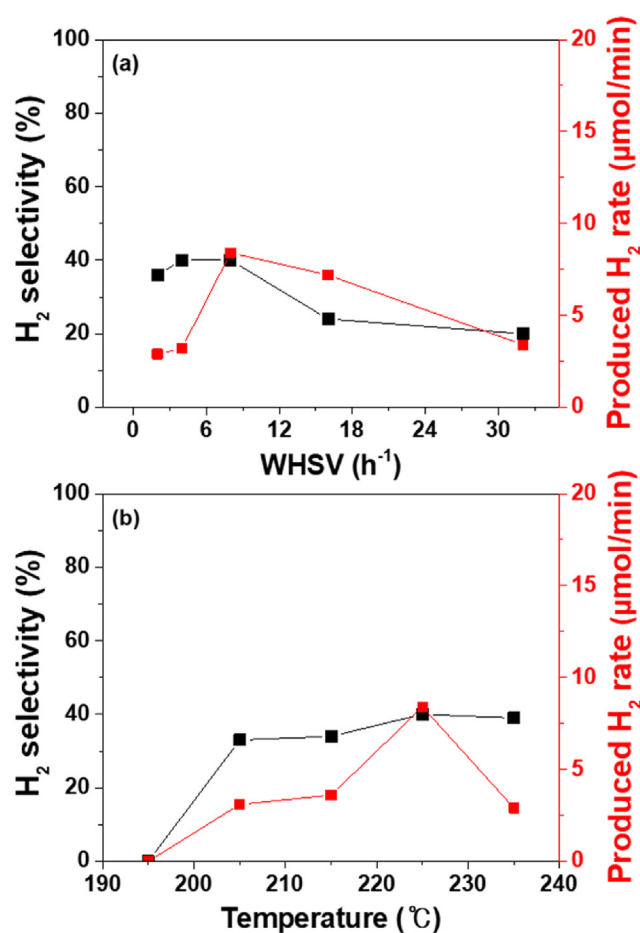 (a)
H₂ selectivity (%)
100
80
60
40
20
0
Produced H₂ rate (μmol/min)
20
15
10
5
0
0 6 12 18 24 30
WHSV (h⁻¹)
(b)
H₂ selectivity (%)
100
80
60
40
20
0
Produced H₂ rate (μmol/min)
20
15
10
5
0
190 200 210 220 230 240
Temperature (℃)